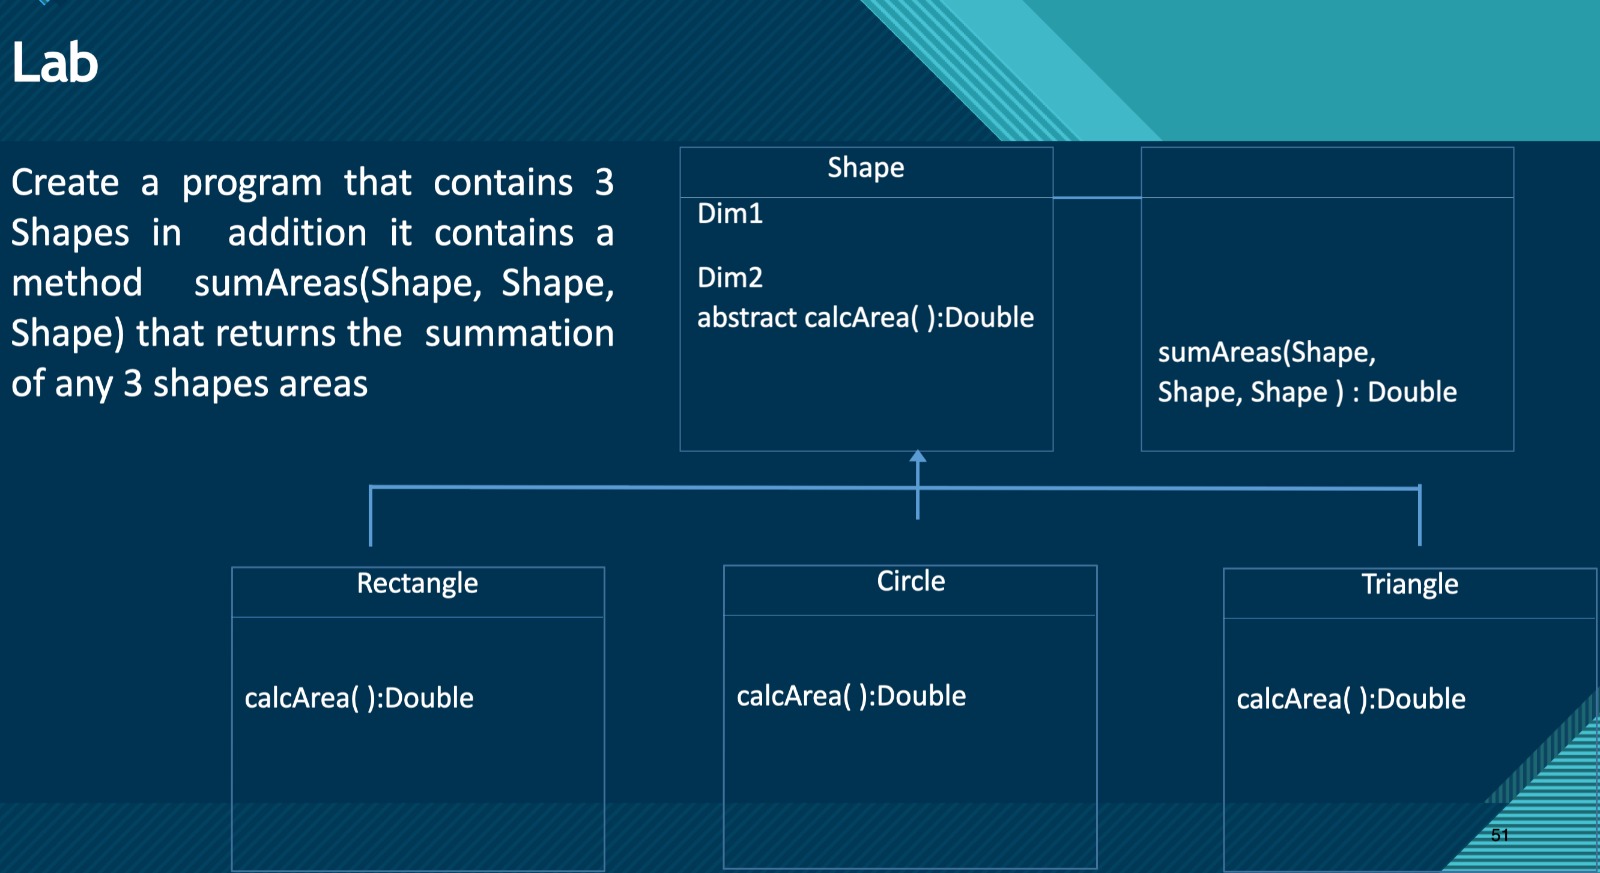 Lab
Create a program that contains 3
Shapes in addition it contains a
method sumAreas(Shape, Shape,
Shape) that returns the summation
of any 3 shapes areas
Shape
Dim1
Dim2
abstract calcArea( ):Double
sumAreas(Shape,
Shape, Shape ) : Double
Rectangle
calcArea( ):Double
Circle
calcArea( ):Double
Triangle
calcArea( ):Double
51